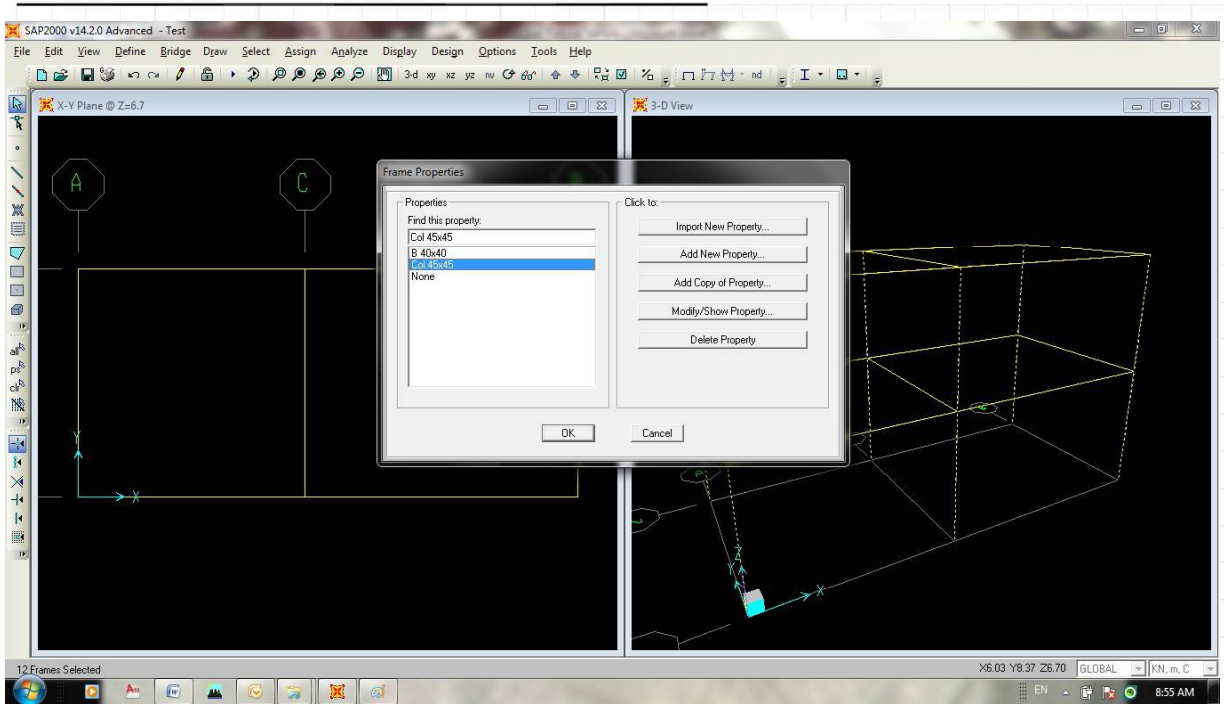 SAP2000 v14.2.0 Advanced - Test
File Edit View Define Bridge Draw Select Assign Analyze Display Design Options Tools Help
3-d xy xz yz nv
nd
X-Y Plane @ Z=6.7
3-D View
A
C
Frame Properties
Properties
Find this property:
Col 45x45
B 40x40
Col 45x45
None
Click to:
Import New Property...
Add New Property...
Add Copy of Property...
Modify/Show Property...
Delete Property
OK
Cancel
all
ps
clr
Y
X
Z
Y
X
12 Frames Selected
X6.03 Y8.37 Z6.70
GLOBAL
KN, m, C
EN
8:55 AM